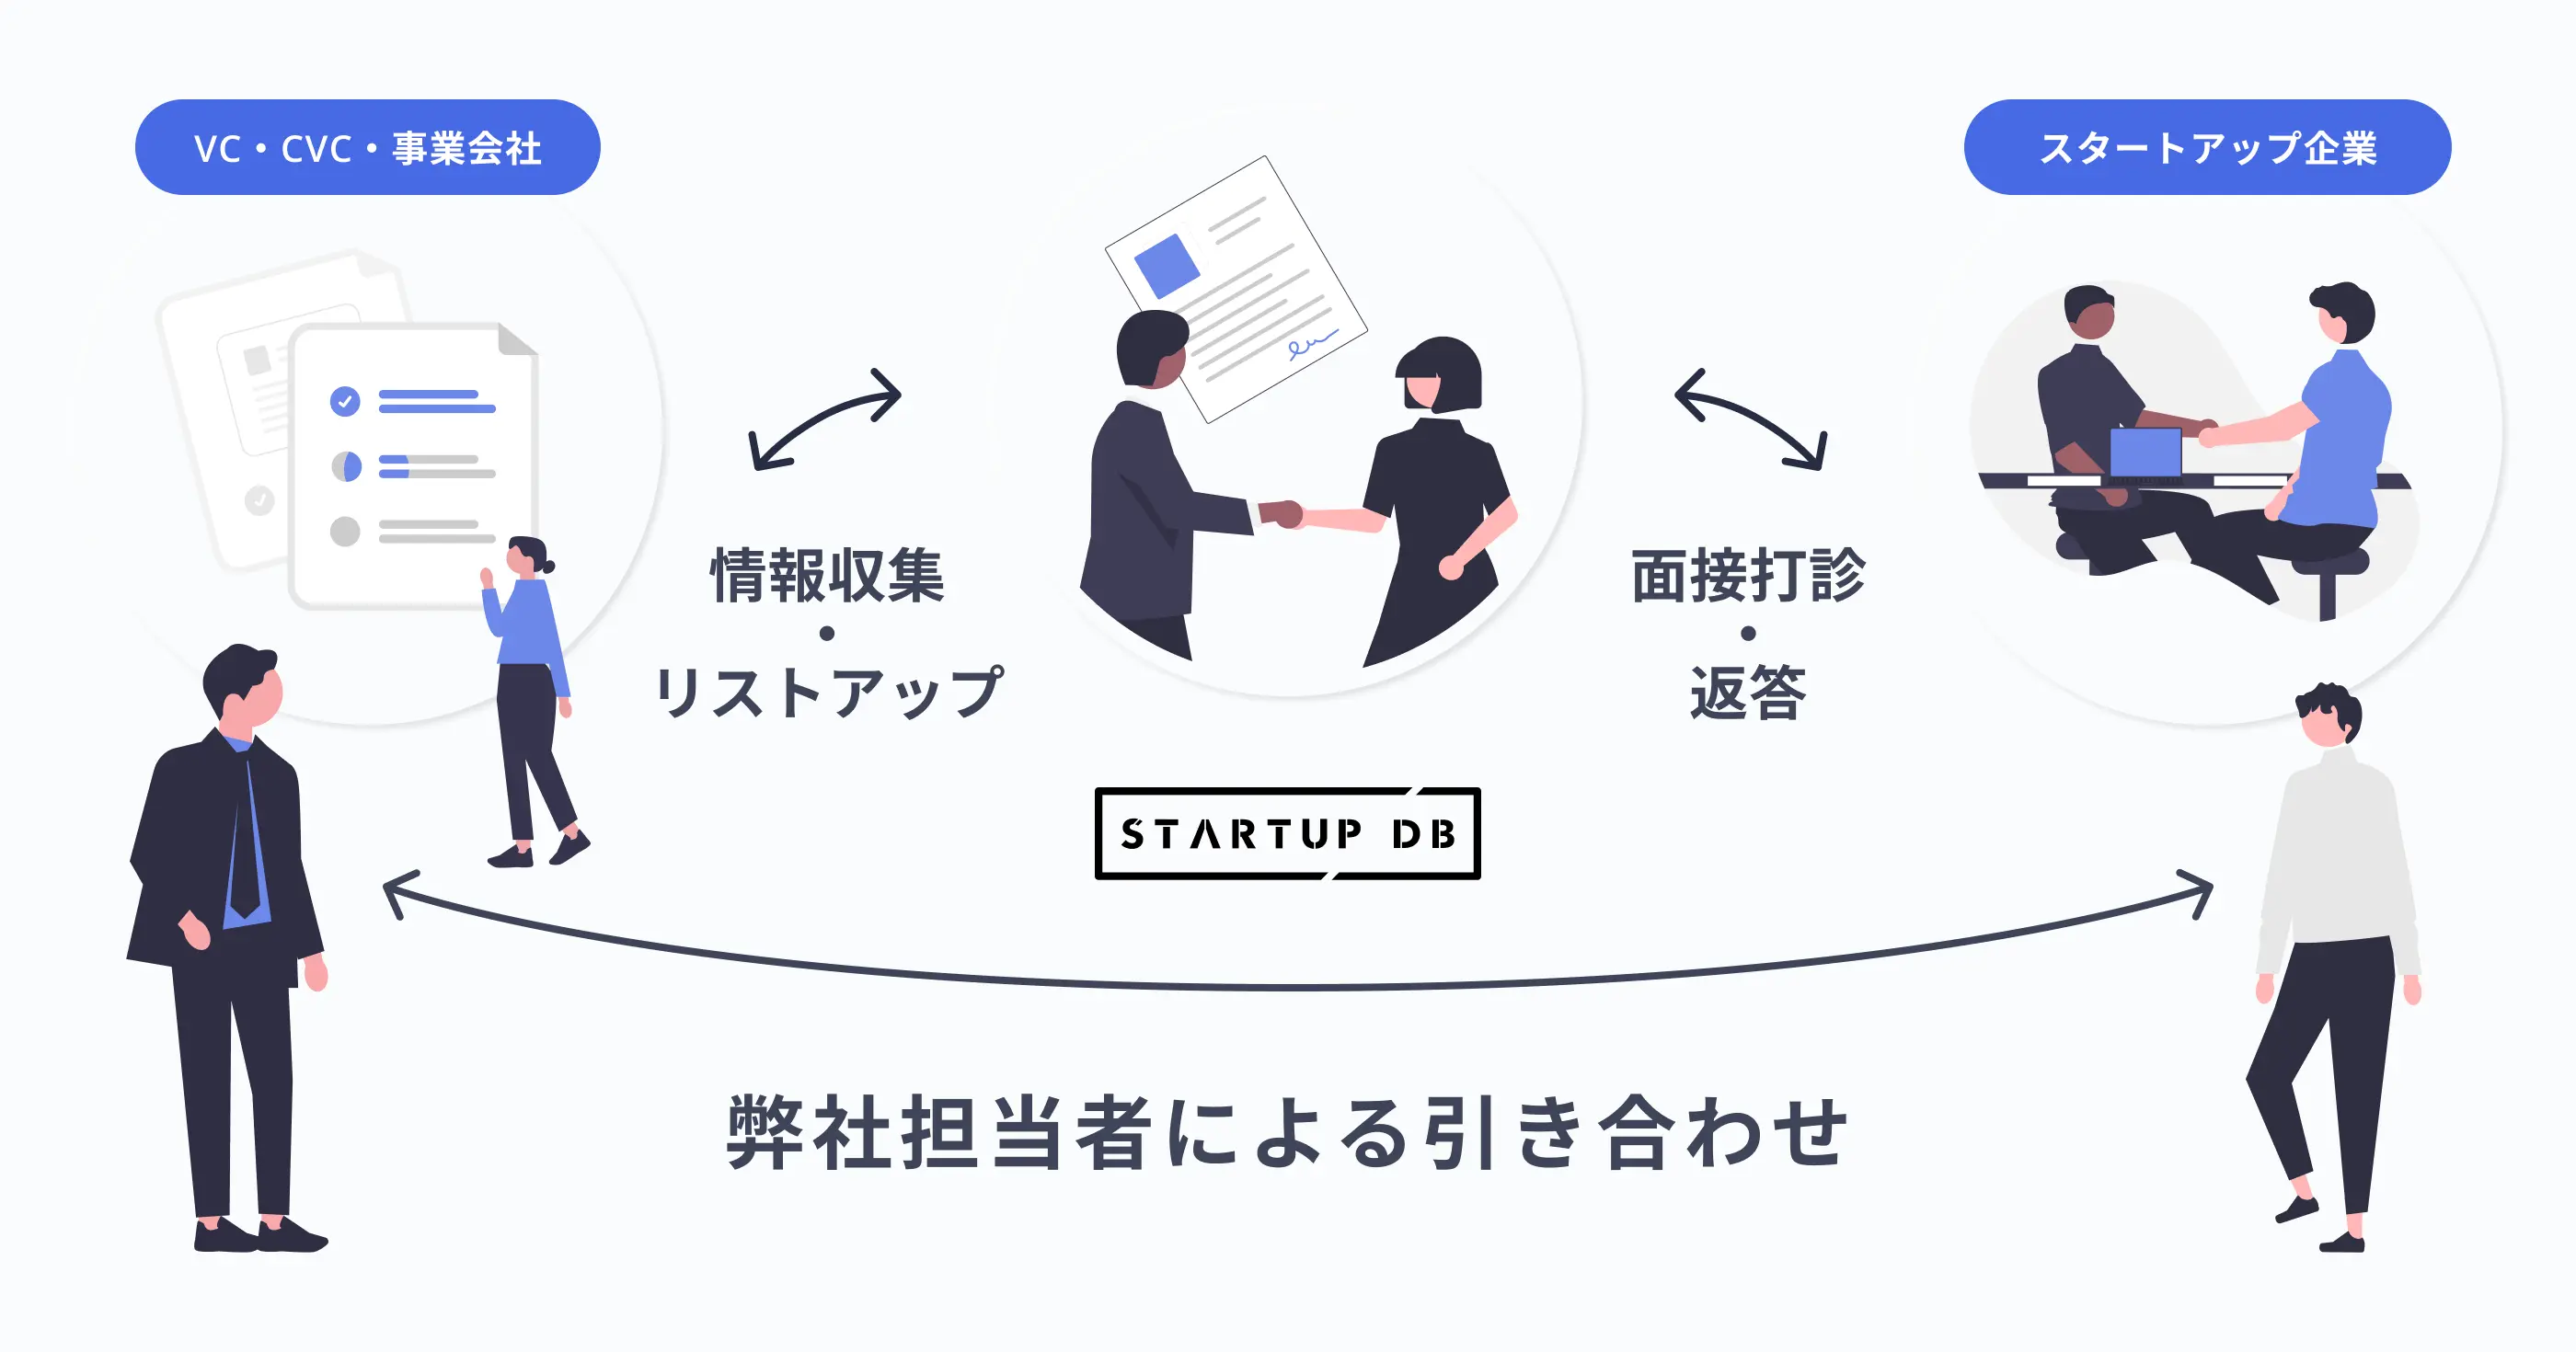 VC・CVC・事業会社
スタートアップ企業
情報収集
・
リストアップ
面接打診
・
返答
STARTUP DB
弊社担当者による引き合わせ